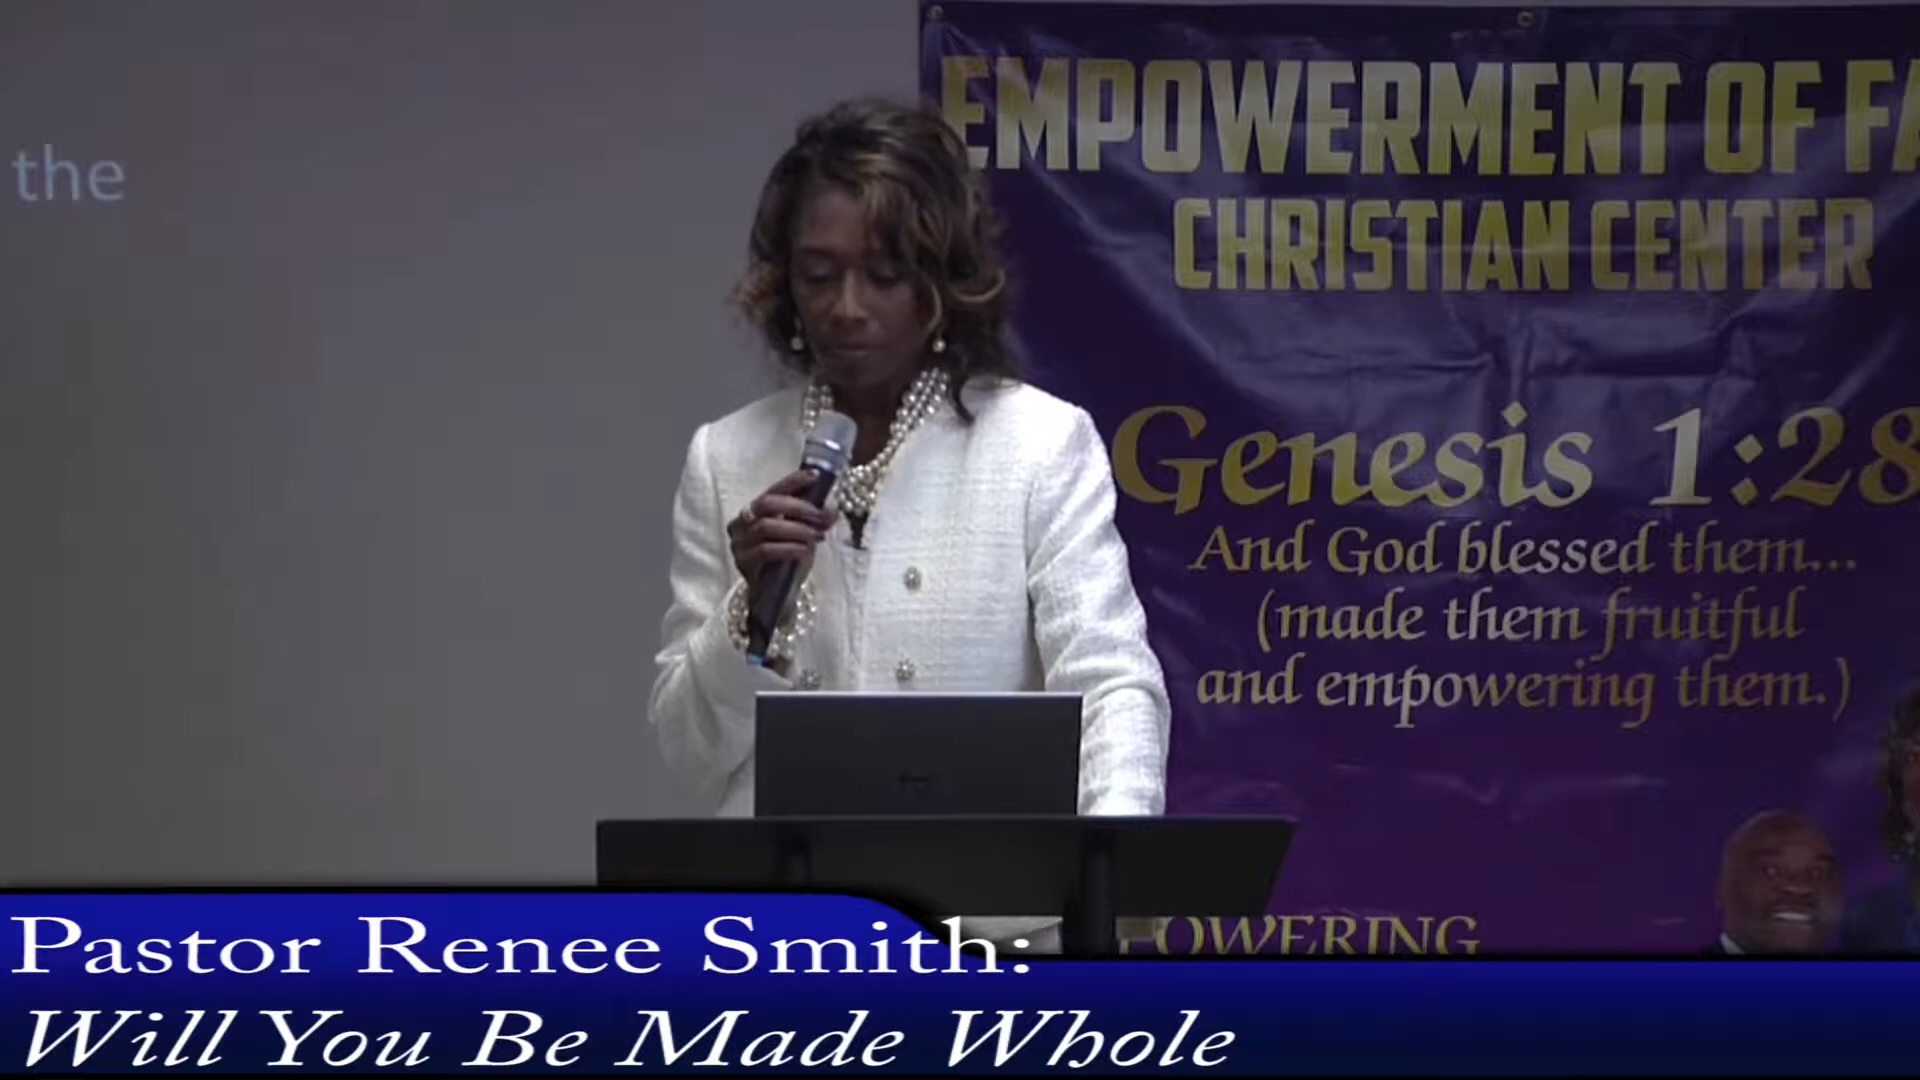 the
EMPOWERMENT OF FA
CHRISTIAN CENTER
Genesis 1:28
And God blessed them...
(made them fruitful
and empowering them.)
POWERING
Pastor Renee Smith:
Will You Be Made Whole